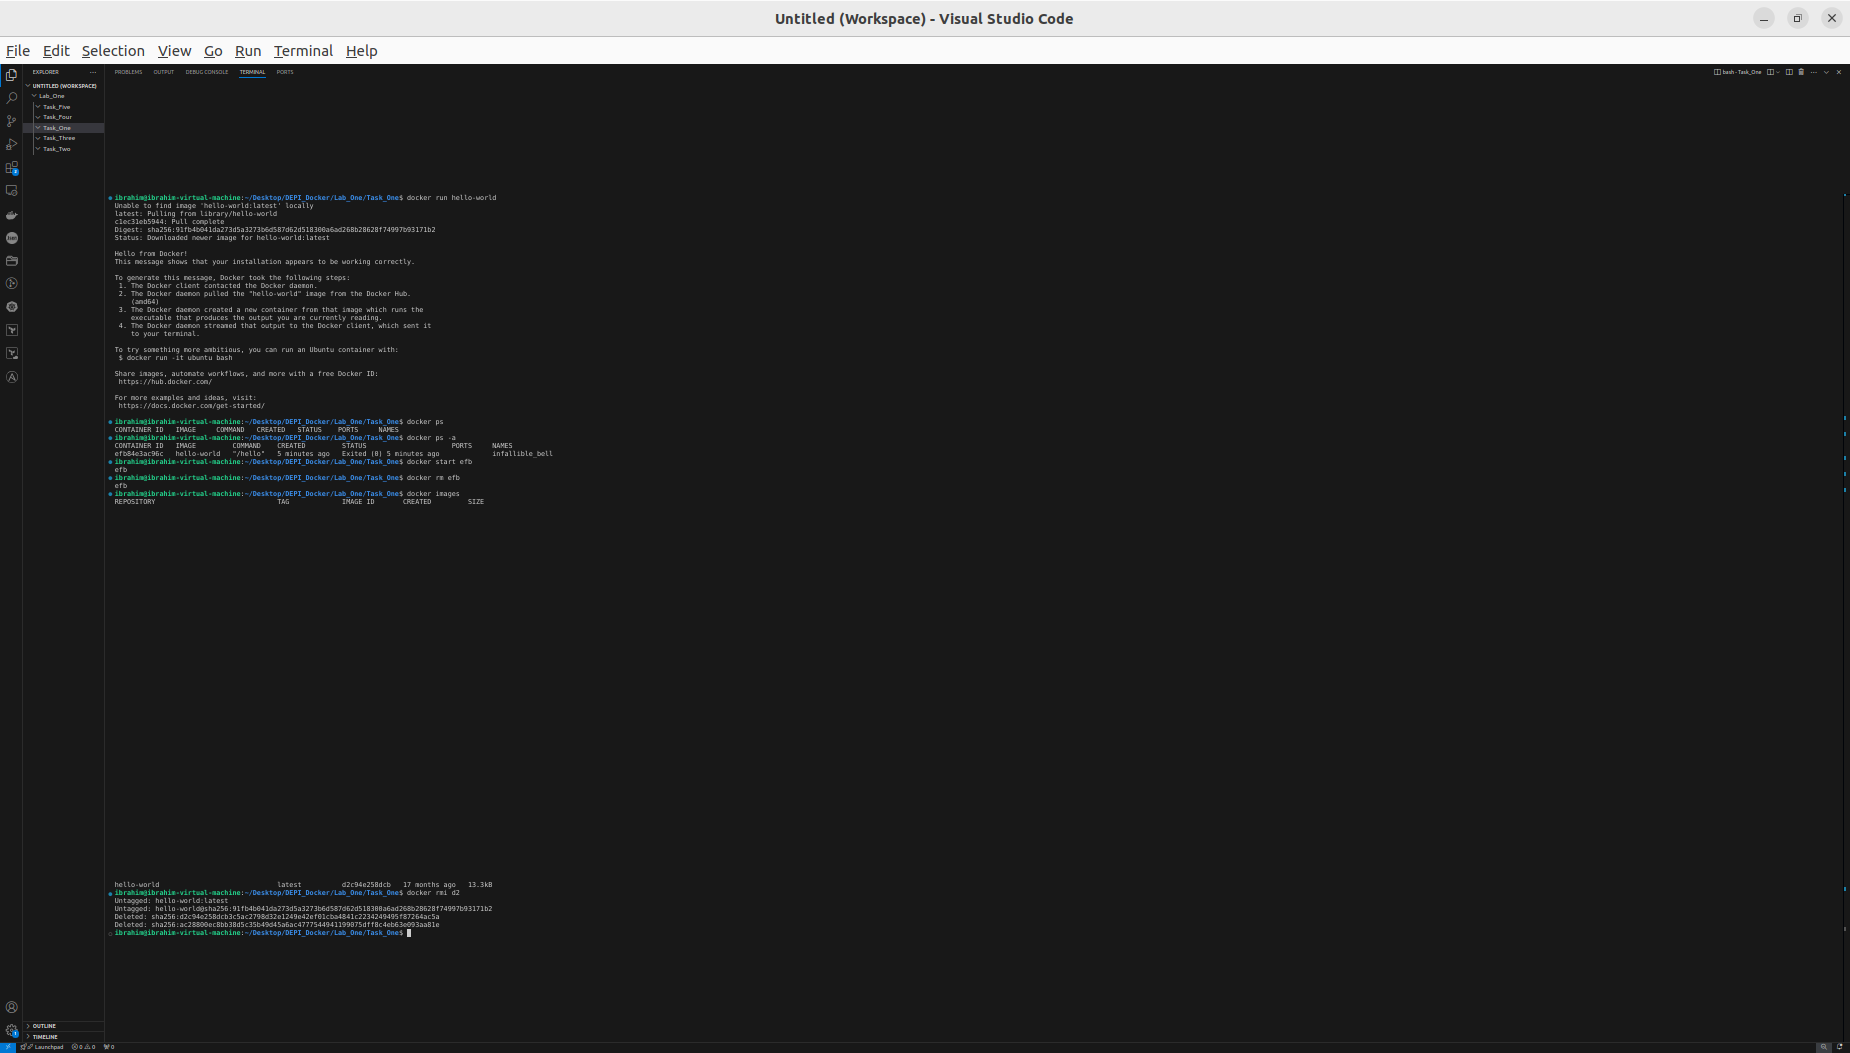 Untitled (Workspace) - Visual Studio Code
File Edit Selection View Go Run Terminal Help
EXPLORER ...
PROBLEMS OUTPUT DEBUG CONSOLE TERMINAL PORTS
bash - Task_One
UNTITLED (WORKSPACE)
Lab_One
Task_Five
Task_Four
Task_One
Task_Three
Task_Two
ibrahim@ibrahim-virtual-machine:~/Desktop/DEPI_Docker/Lab_One/Task_One$ docker run hello-world
Unable to find image 'hello-world:latest' locally
latest: Pulling from library/hello-world
c1ec31eb5944: Pull complete
Digest: sha256:91fb4b041da273d5a3273b6d587d62d518300a6ad268b28628f74997b93171b2
Status: Downloaded newer image for hello-world:latest
Hello from Docker!
This message shows that your installation appears to be working correctly.
To generate this message, Docker took the following steps:
1. The Docker client contacted the Docker daemon.
2. The Docker daemon pulled the "hello-world" image from the Docker Hub.
(amd64)
3. The Docker daemon created a new container from that image which runs the
executable that produces the output you are currently reading.
4. The Docker daemon streamed that output to the Docker client, which sent it
to your terminal.
To try something more ambitious, you can run an Ubuntu container with:
$ docker run -it ubuntu bash
Share images, automate workflows, and more with a free Docker ID:
https://hub.docker.com/
For more examples and ideas, visit:
https://docs.docker.com/get-started/
ibrahim@ibrahim-virtual-machine:~/Desktop/DEPI_Docker/Lab_One/Task_One$ docker ps
CONTAINER ID IMAGE COMMAND CREATED STATUS PORTS NAMES
ibrahim@ibrahim-virtual-machine:~/Desktop/DEPI_Docker/Lab_One/Task_One$ docker ps -a
CONTAINER ID IMAGE COMMAND CREATED STATUS PORTS NAMES
efb84e3ac96c hello-world "/hello" 5 minutes ago Exited (0) 5 minutes ago infallible_bell
ibrahim@ibrahim-virtual-machine:~/Desktop/DEPI_Docker/Lab_One/Task_One$ docker start efb
efb
ibrahim@ibrahim-virtual-machine:~/Desktop/DEPI_Docker/Lab_One/Task_One$ docker rm efb
efb
ibrahim@ibrahim-virtual-machine:~/Desktop/DEPI_Docker/Lab_One/Task_One$ docker images
REPOSITORY TAG IMAGE ID CREATED SIZE
hello-world latest d2c94e258dcb 17 months ago 13.3kB
ibrahim@ibrahim-virtual-machine:~/Desktop/DEPI_Docker/Lab_One/Task_One$ docker rmi d2
Untagged: hello-world:latest
Untagged: hello-world@sha256:91fb4b041da273d5a3273b6d587d62d518300a6ad268b28628f74997b93171b2
Deleted: sha256:d2c94e258dcb3c5ac2798d32e1249e42ef01cba4841c2234249495f87264ac5a
Deleted: sha256:ac28800ec8bb38d5c35b49d45a6ac4777544941199075dff8c4eb63e093aa81e
ibrahim@ibrahim-virtual-machine:~/Desktop/DEPI_Docker/Lab_One/Task_One$
OUTLINE
TIMELINE
Launchpad 0 0 0